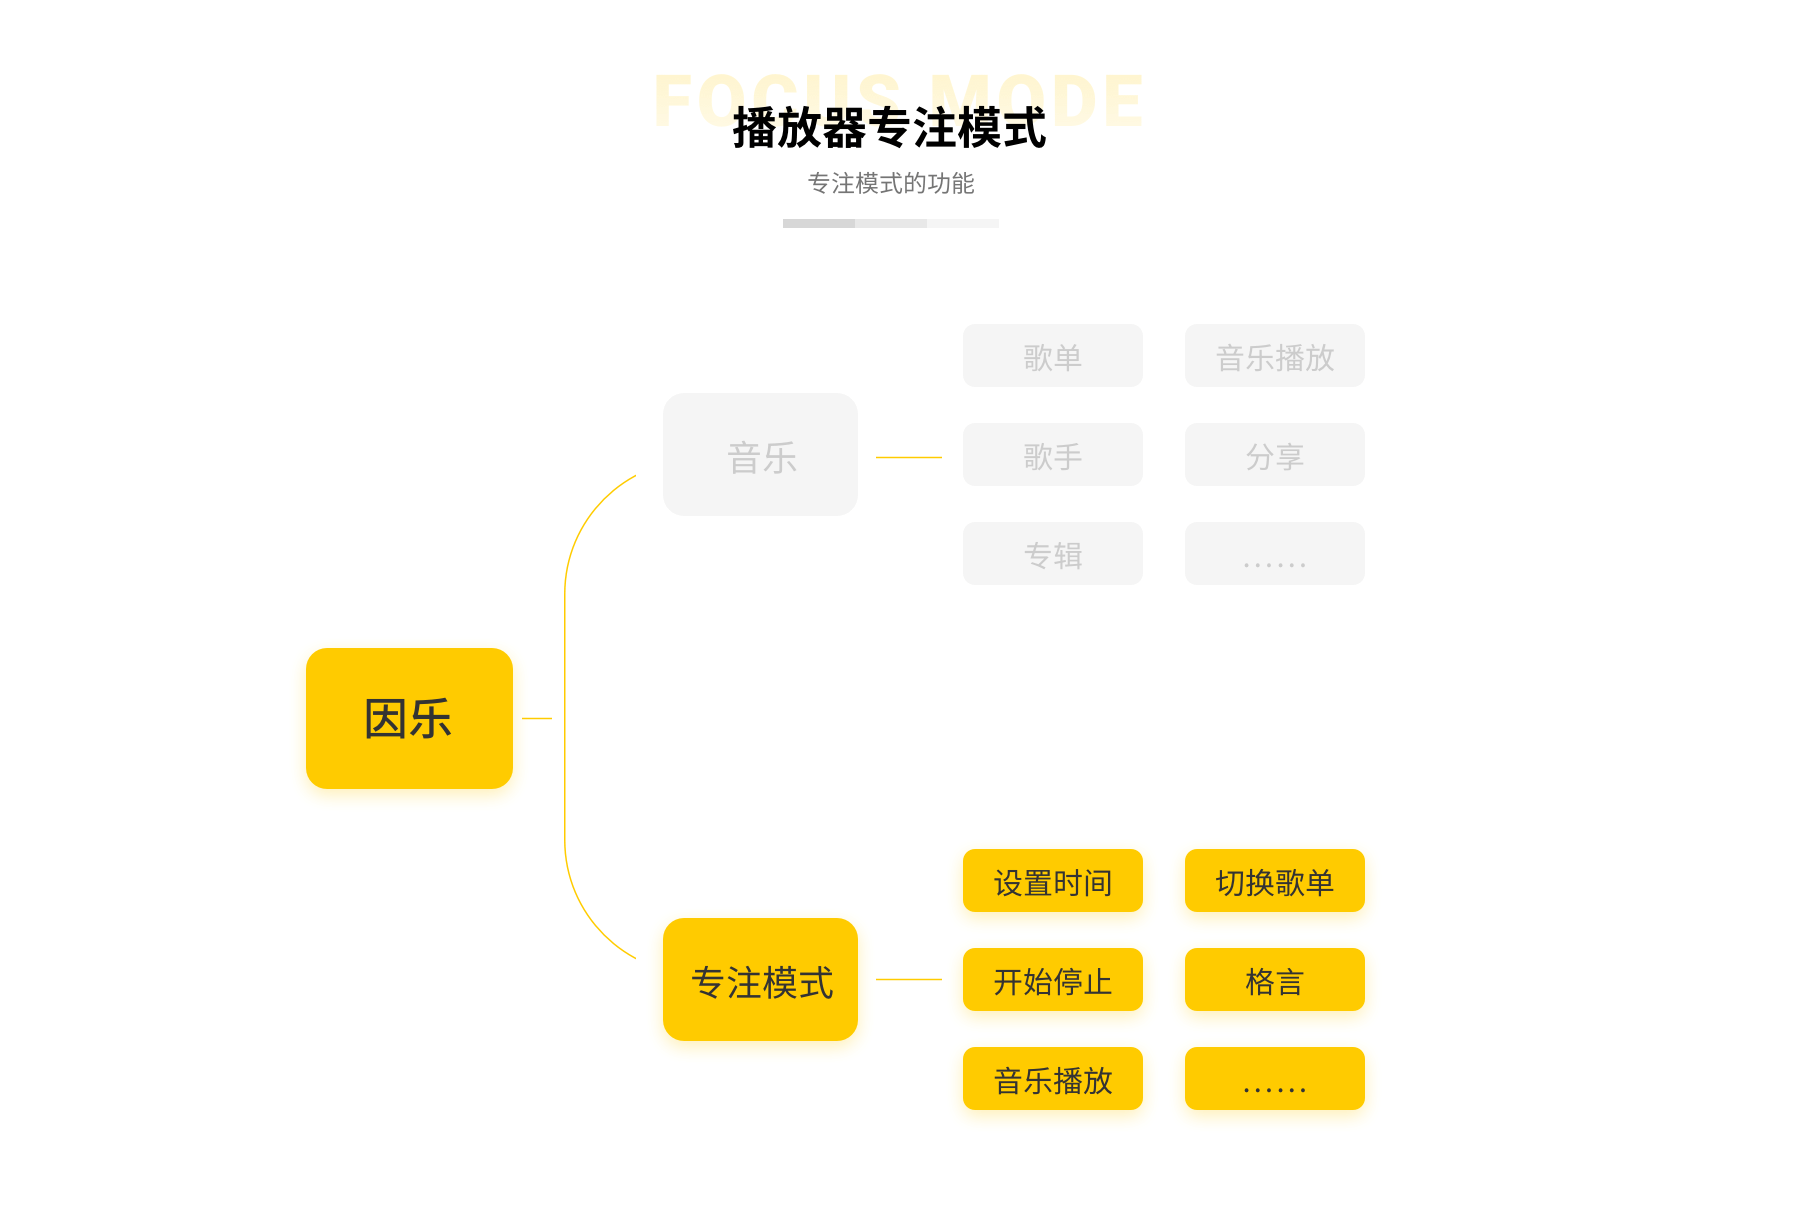 FOCUS MODE
播放器专注模式
专注模式的功能
歌单
音乐播放
音乐
歌手
分享
专辑
……
因乐
设置时间
切换歌单
专注模式
开始停止
格言
音乐播放
……